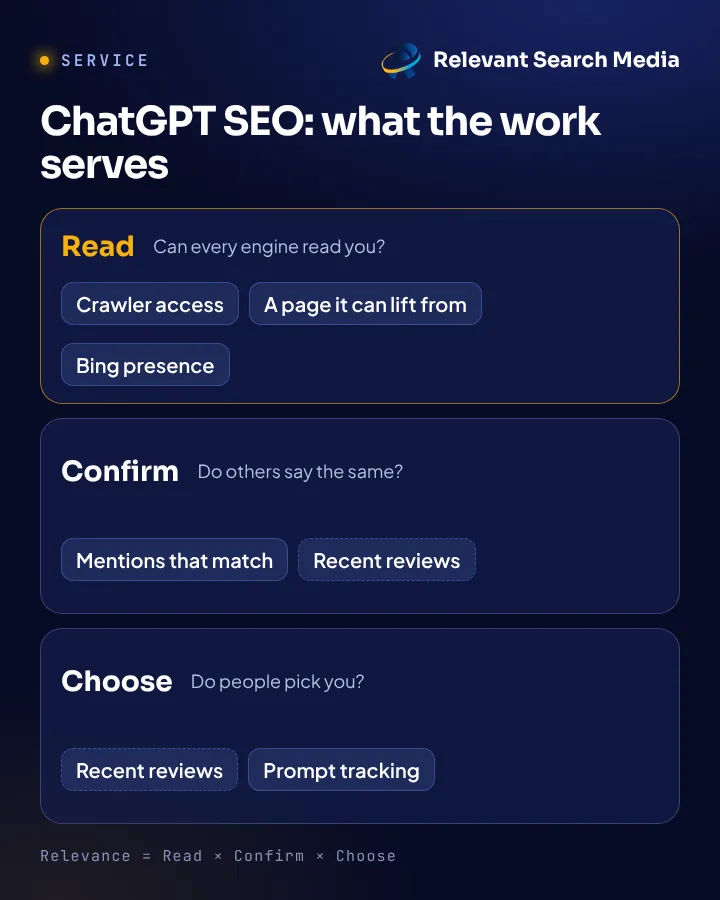 SERVICE
Relevant Search Media
ChatGPT SEO: what the work
serves
Read Can every engine read you?
Crawler access A page it can lift from
Bing presence
Confirm Do others say the same?
Mentions that match Recent reviews
Choose Do people pick you?
Recent reviews Prompt tracking
Relevance = Read × Confirm × Choose